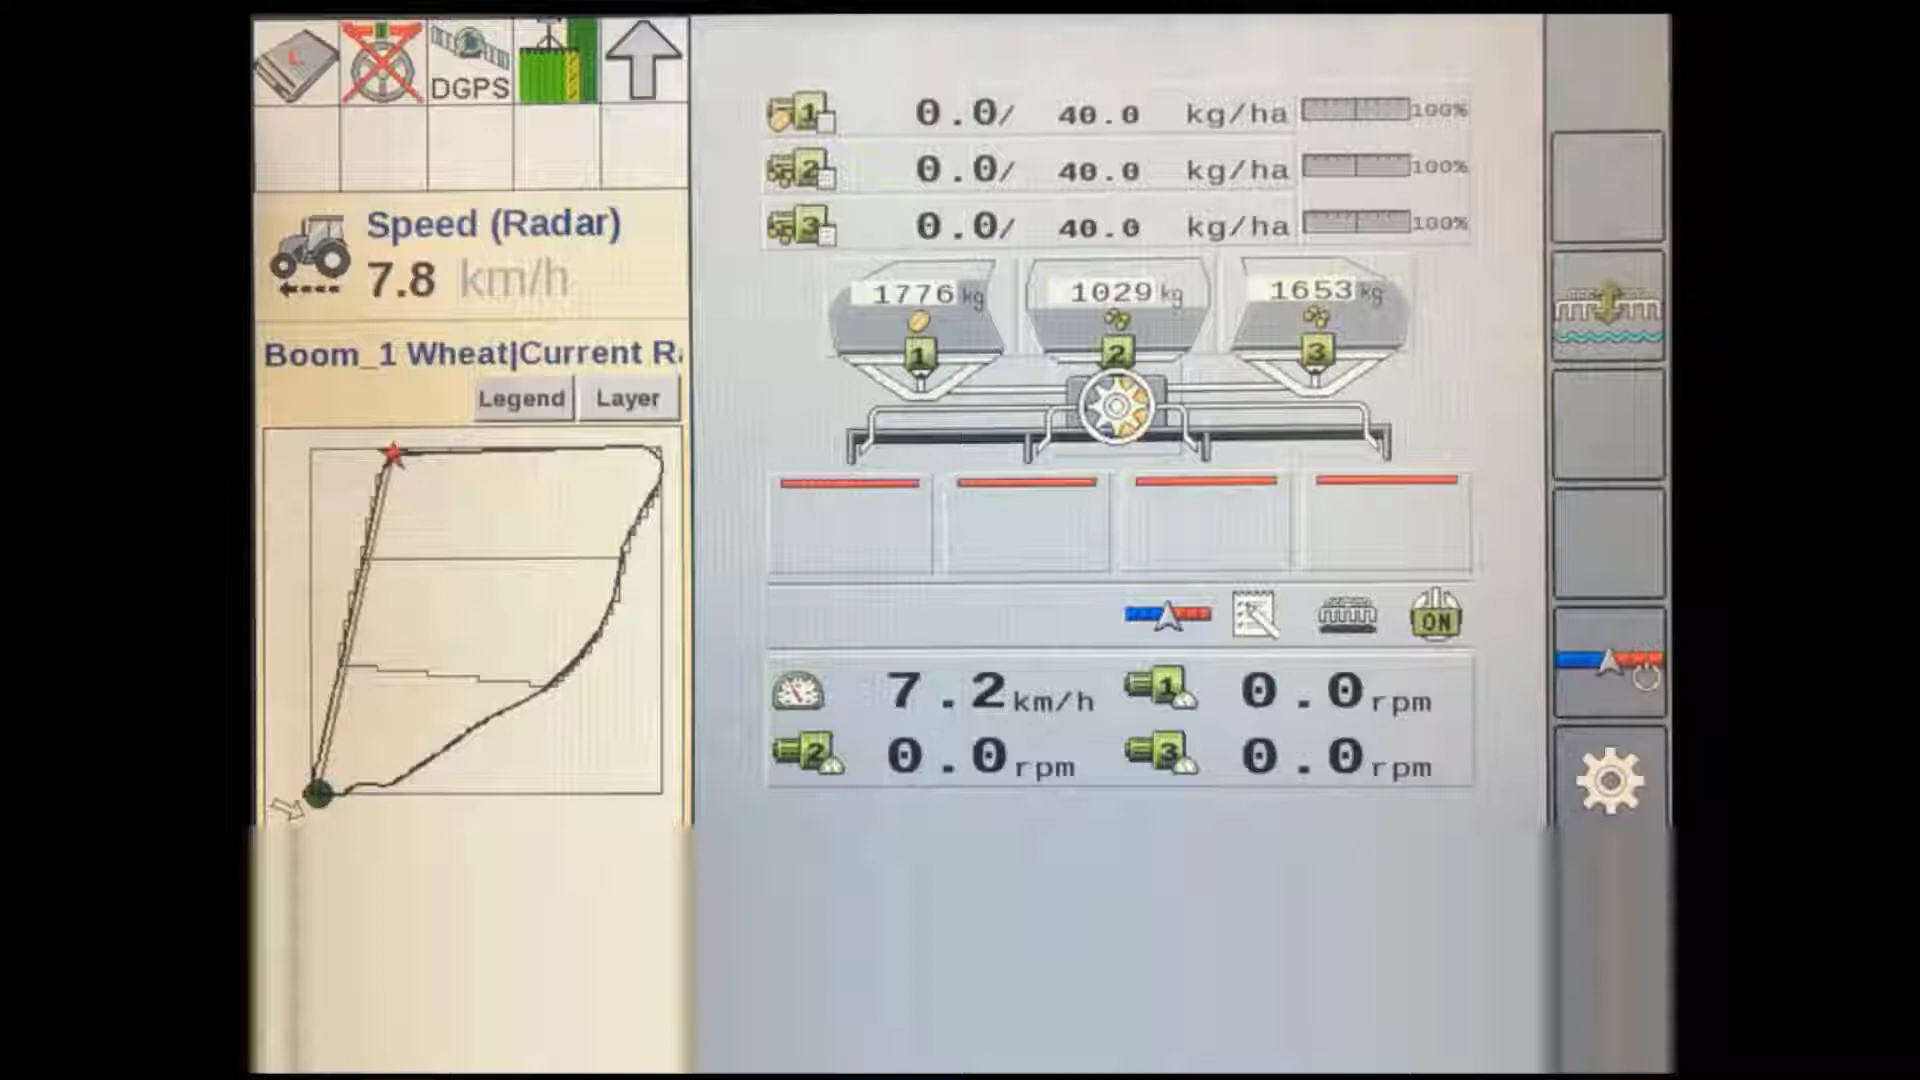 DGPS
Speed (Radar)
7.8 km/h
Boom_1 Wheat|Current R
Legend Layer
1 0.0/ 40.0 kg/ha 100%
2 0.0/ 40.0 kg/ha 100%
3 0.0/ 40.0 kg/ha 100%
1776 kg 1029 kg 1653 kg
1 2 3
ON
7.2 km/h 1 0.0 rpm
2 0.0 rpm 3 0.0 rpm